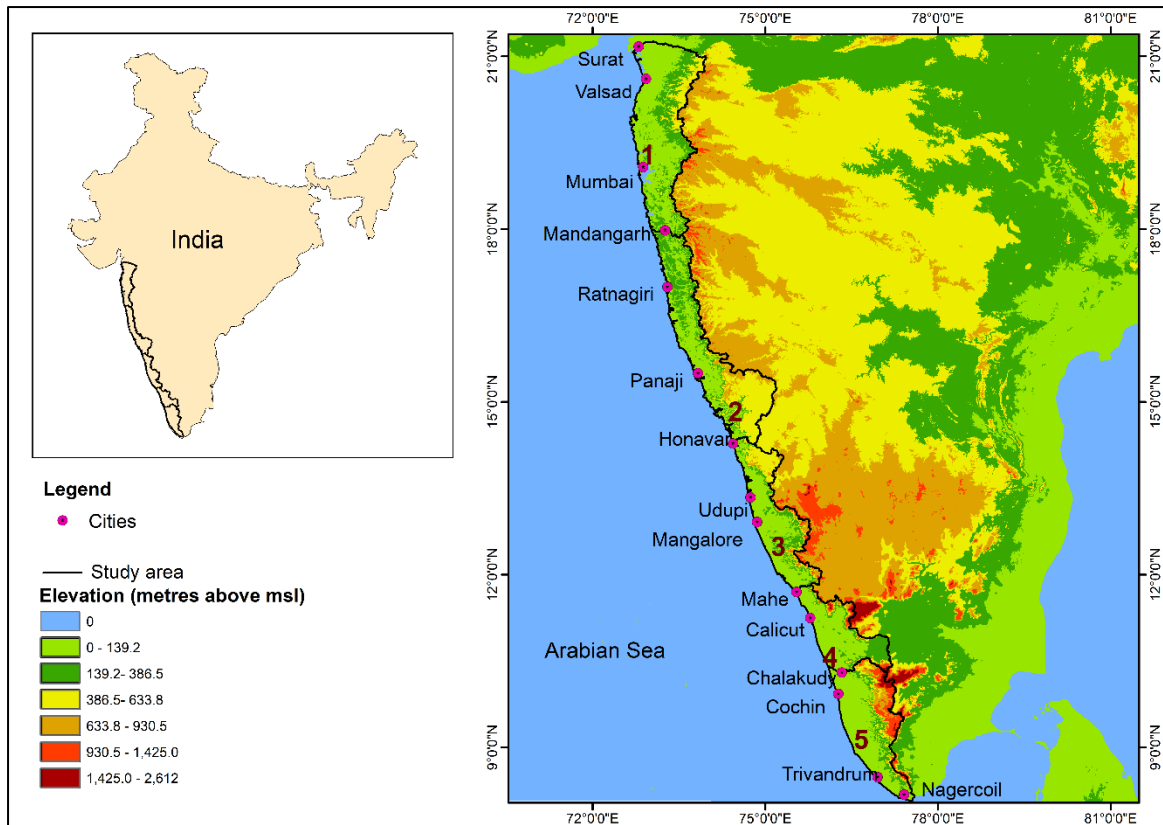 India
Legend
Cities
Study area
Elevation (metres above msl)
0
0 - 139.2
139.2- 386.5
386.5- 633.8
633.8 - 930.5
930.5 - 1,425.0
1,425.0 - 2,612
72°0'0"E 75°0'0"E 78°0'0"E 81°0'0"E
21°0'0"N
18°0'0"N
15°0'0"N
12°0'0"N
9°0'0"N
Surat
Valsad
1
Mumbai
Mandangarh
Ratnagiri
Panaji
2
Honavar
Udupi
Mangalore
3
Mahe
Calicut
Arabian Sea
4
Chalakudy
Cochin
5
Trivandrum
Nagercoil
21°0'0"N
18°0'0"N
15°0'0"N
12°0'0"N
9°0'0"N
72°0'0"E 75°0'0"E 78°0'0"E 81°0'0"E